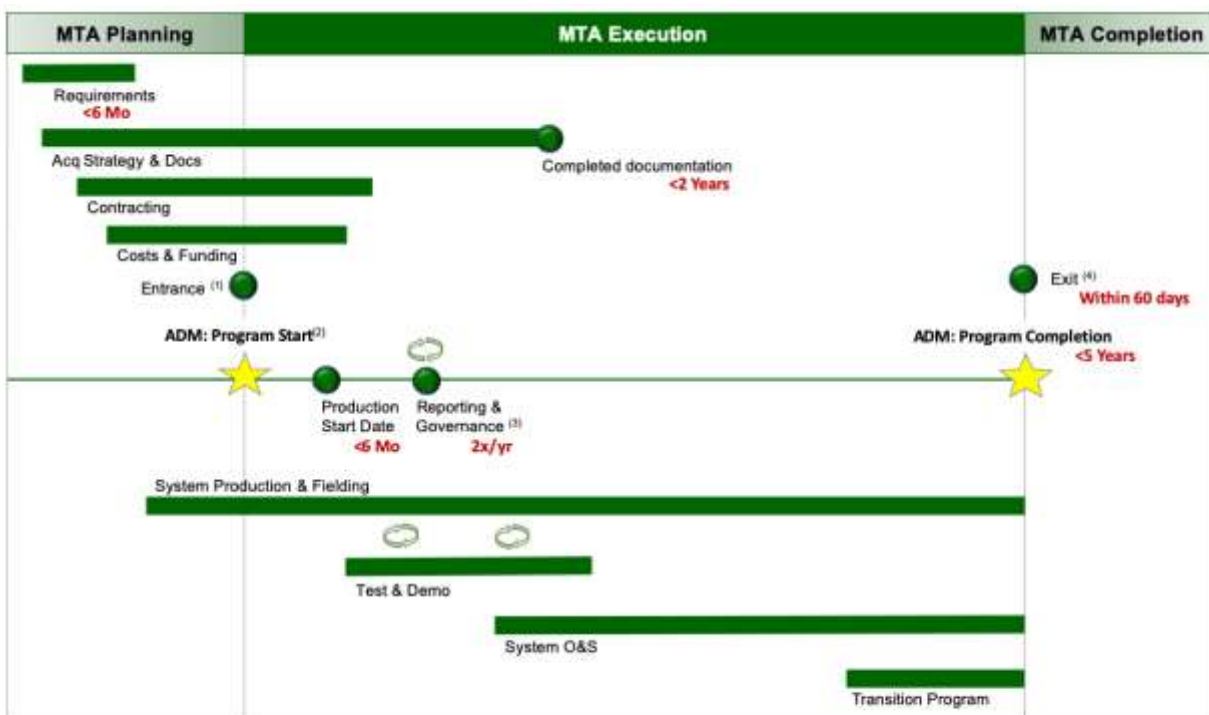 MTA Planning
MTA Execution
MTA Completion
Requirements
<6 Mo
Acq Strategy & Docs
Completed documentation
<2 Years
Contracting
Costs & Funding
Entrance (1)
Exit (4)
Within 60 days
ADM: Program Start(2)
ADM: Program Completion
<5 Years
Production
Start Date
<6 Mo
Reporting &
Governance (3)
2x/yr
System Production & Fielding
Test & Demo
System O&S
Transition Program